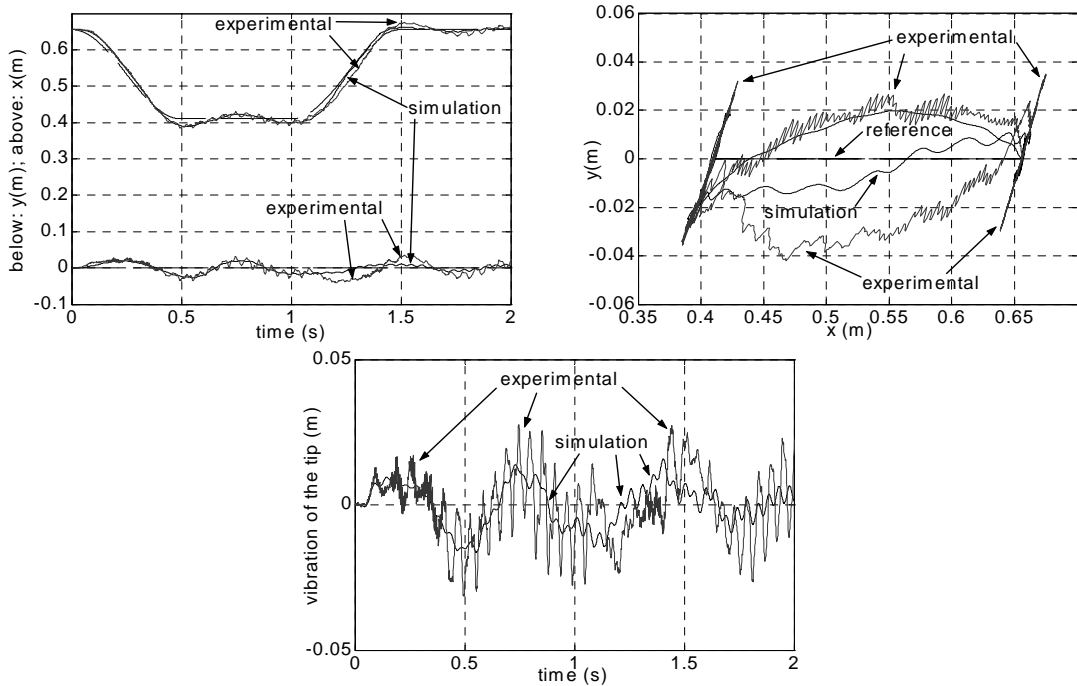 below: y(m); above: x(m)
0.6
0.5
0.4
0.3
0.2
0.1
0
-0.1
0
0.5
1
1.5
2
time (s)
experimental
simulation
experimental
y(m)
0.06
0.04
0.02
0
-0.02
-0.04
-0.06
0.35
0.4
0.45
0.5
0.55
0.6
0.65
x (m)
experimental
reference
simulation
experimental
vibration of the tip (m)
0.05
0
-0.05
0
0.5
1
1.5
2
time (s)
experimental
simulation